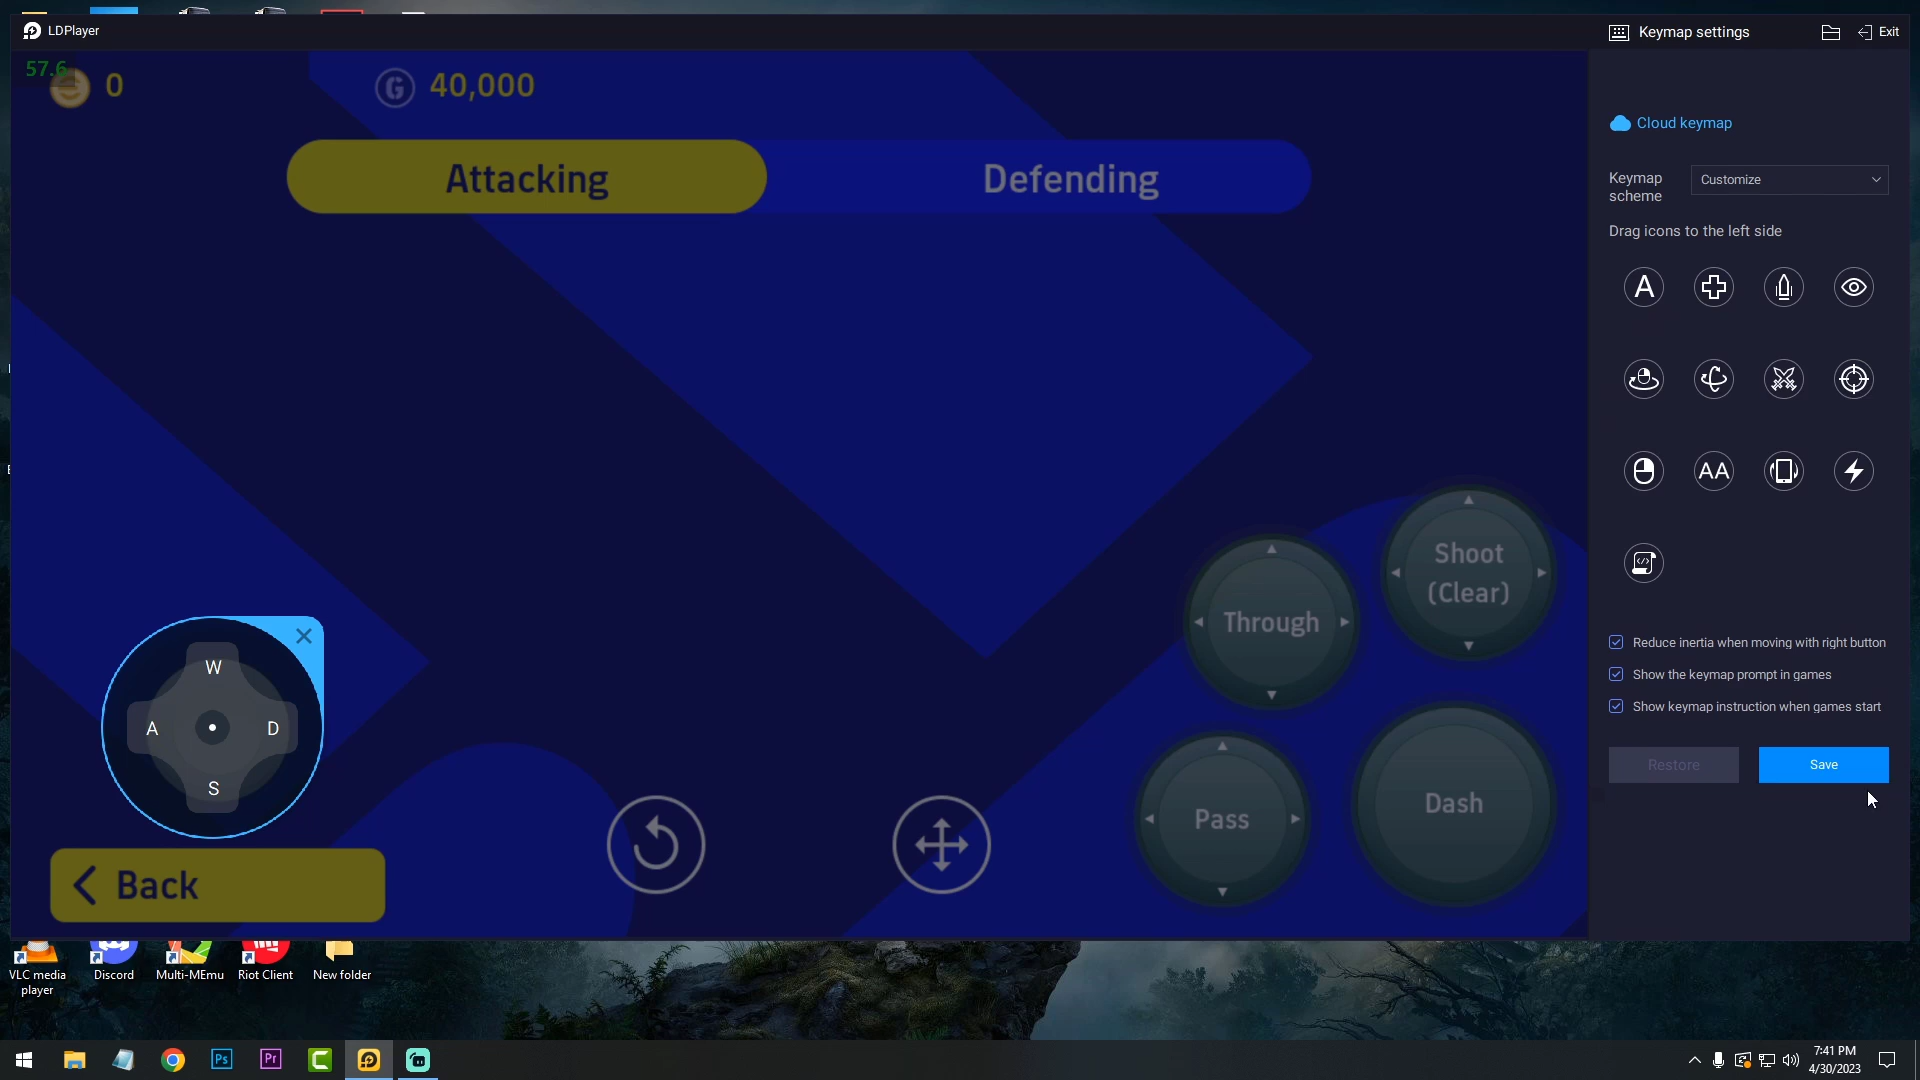 LDPlayer
Keymap settings
Exit
57.6
0
40,000
Attacking
Defending
Cloud keymap
Keymap
scheme
Customize
Drag icons to the left side
A
AA
Shoot
(Clear)
Through
Reduce inertia when moving with right button
Show the keymap prompt in games
Show keymap instruction when games start
W
A
D
S
Restore
Save
Pass
Dash
Back
VLC media
player
Discord
Multi-MEmu
Riot Client
New folder
Ps
Pr
7:41 PM
4/30/2023